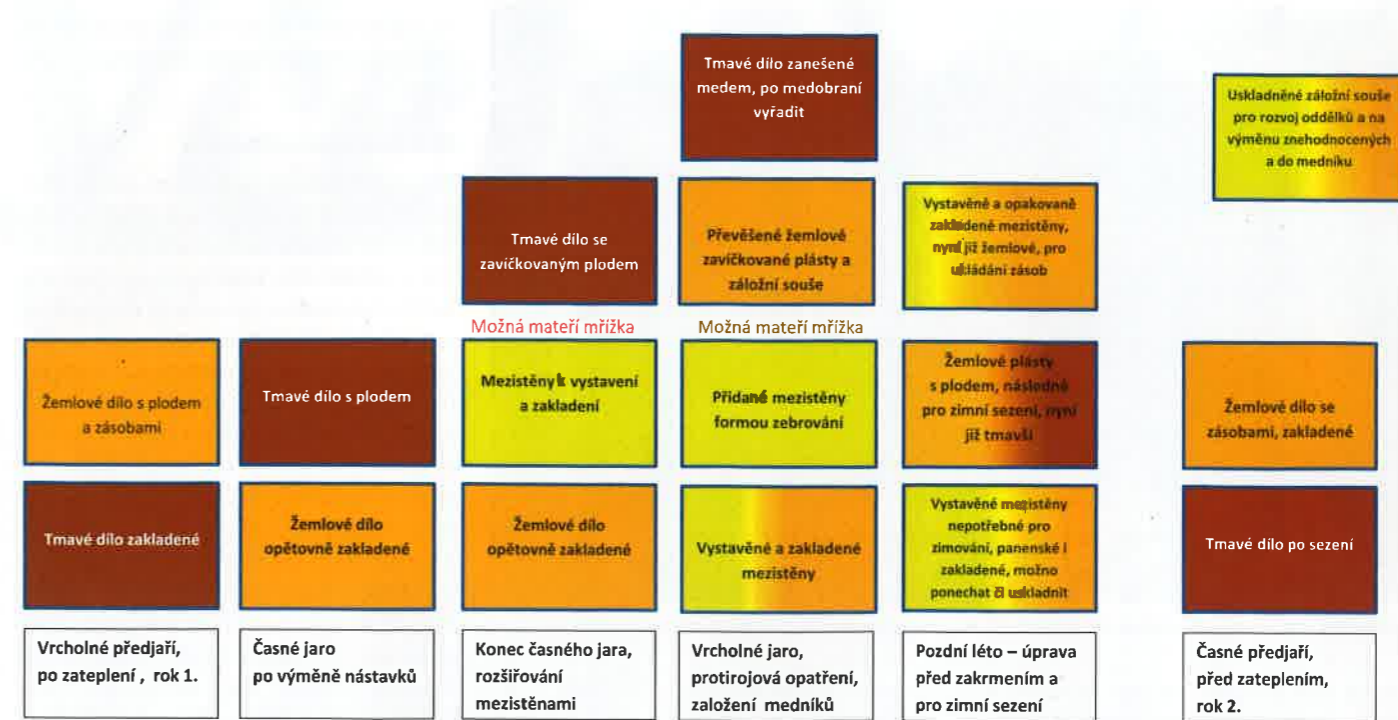 Tmavé dílo zanešené
medem, po medobraní
vyřadit
Uskladněné záložní souše
pro rozvoj oddělků a na
výměnu znehodnocených
a do medníku
Tmavé dílo se
zavíčkovaným plodem
Převěšené žemlové
zavíčkované plásty a
záložní souše
Vystavěné a opakovaně
zakladené mezistěny,
nyní již žemlové, pro
ukládání zásob
Možná mateří mřížka
Možná mateří mřížka
Žemlové dílo s plodem
a zásobami
Tmavé dílo s plodem
Mezistěny k vystavení
a zakladení
Přidané mezistěny
formou zebrování
Žemlové plásty
s plodem, následně
pro zimní sezení, nyní
již tmavší
Žemlové dílo se
zásobami, zakladené
Tmavé dílo zakladené
Žemlové dílo
opětovně zakladené
Žemlové dílo
opětovně zakladené
Vystavěné a zakladené
mezistěny
Vystavěné mezistěny
nepotřebné pro
zimování, panenské i
zakladené, možno
ponechat či uskladnit
Tmavé dílo po sezení
Vrcholné předjaří,
po zateplení , rok 1.
Časné jaro
po výměně nástavků
Konec časného jara,
rozšiřování
mezistěnami
Vrcholné jaro,
protirojová opatření,
založení medníků
Pozdní léto – úprava
před zakrmením a
pro zimní sezení
Časné předjaří,
před zateplením,
rok 2.